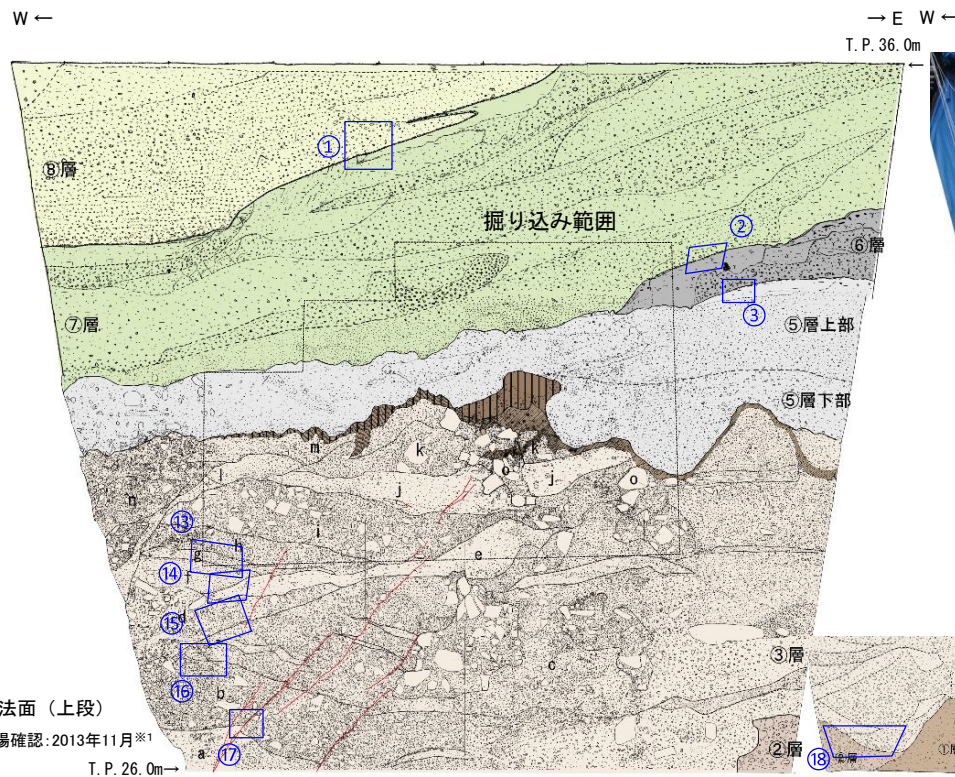 W ←
→ E W ←
T.P.36.0m
←
①
⑧層
掘り込み範囲
②
⑥層
③
⑦層
⑤層上部
⑤層下部
m
k
k
l
j
o
j
o
n
i
⑬
h
g
e
⑭
f
d
⑮
c
⑯
③層
b
法面（上段）
場確認:2013年11月※1
a
⑰
②層
⑱
①層
T.P.26.0m→